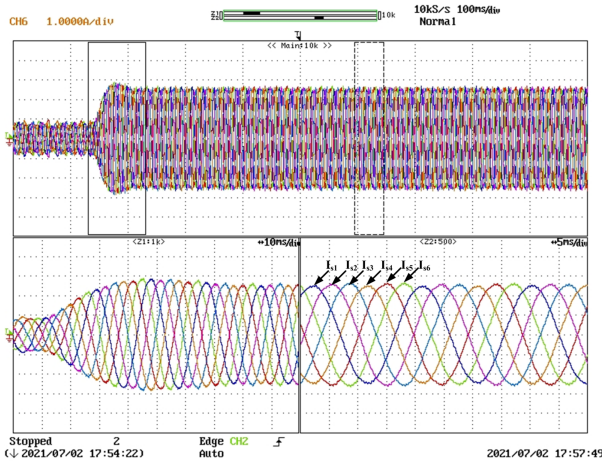 CH6 1.0000A/div
Z1
Z2
10k
10kS/s 100ms/div
Normal
T
<< Main:10k >>
<Z1:1k>
10ms/div
<Z2:500>
5ms/div
Is1 Is2 Is3 Is4 Is5 Is6
Stopped 2 Edge CH2
(↓2021/07/02 17:54:22) Auto
2021/07/02 17:57:49